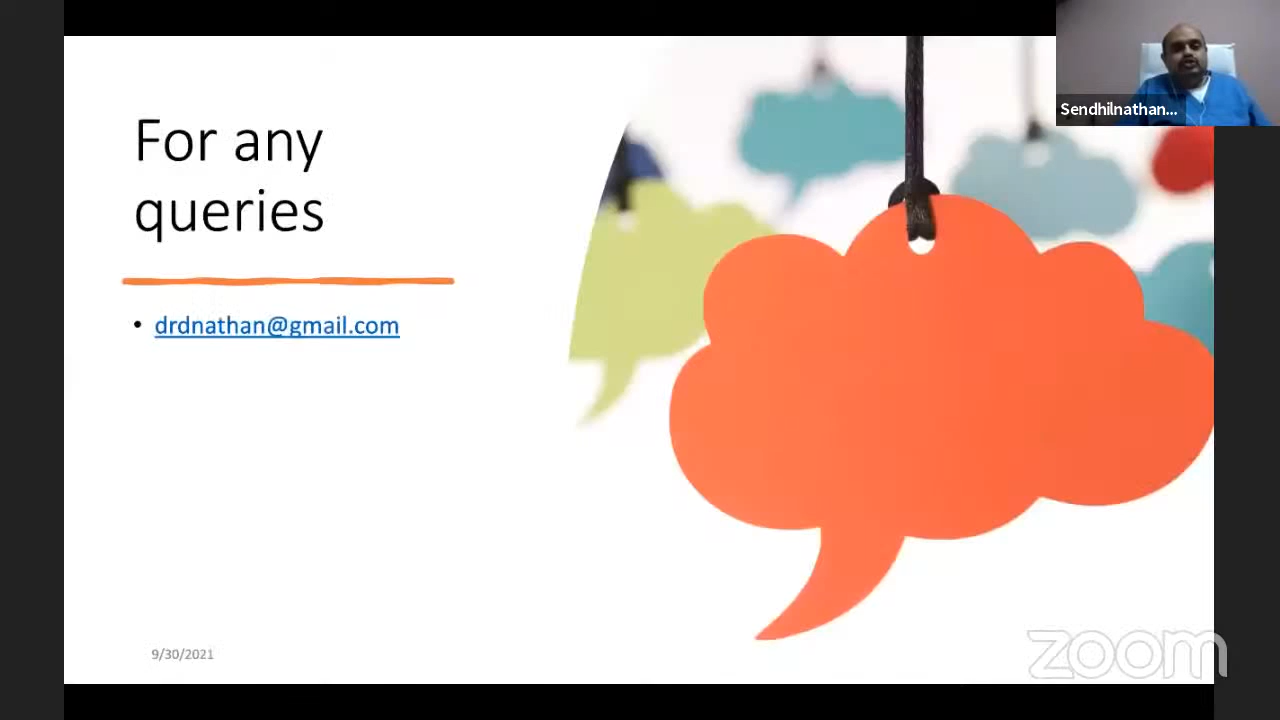 For any
queries
• drdnathan@gmail.com
Sendhilnathan...
9/30/2021
zoom